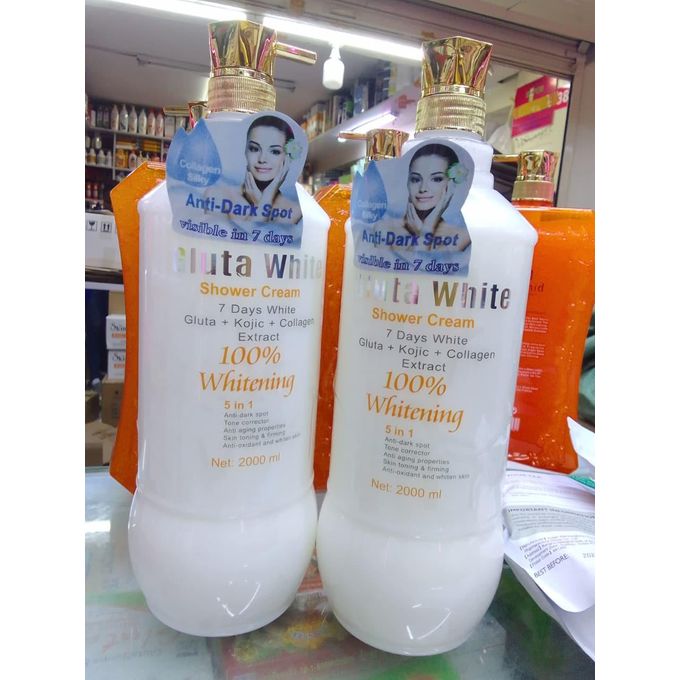 Collagen
Silky
Anti-Dark Spot
visible in 7 days
Gluta White
Shower Cream
7 Days White
Gluta + Kojic + Collagen
Extract
100%
Whitening
5 in 1
Anti-dark spot
Tone corrector
Anti aging properties
Skin toning & firming
Anti-oxidant and whiten skin
Net: 2000 ml
Collagen
Silky
Anti-Dark Spot
visible in 7 days
Gluta White
Shower Cream
7 Days White
Gluta + Kojic + Collagen
Extract
100%
Whitening
5 in 1
Anti-dark spot
Tone corrector
Anti aging properties
Skin toning & firming
Anti-oxidant and whiten skin
Net: 2000 ml
BEST BEFORE: